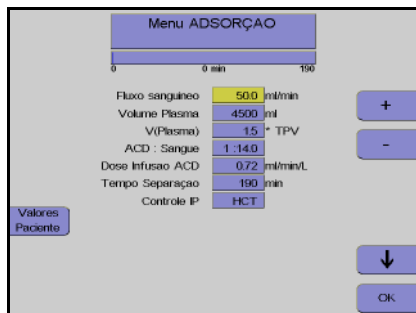 Menu ADSORÇAO
0 0 min 190
Fluxo sanguineo 50.0 ml/min
Volume Plasma 4500 ml
V(Plasma) 1.5 * TPV
ACD : Sangue 1 :14.0
Dose Infusao ACD 0.72 ml/min/L
Tempo Separaçao 190 min
Controle IP HCT
+
-
Valores
Paciente
↓
OK